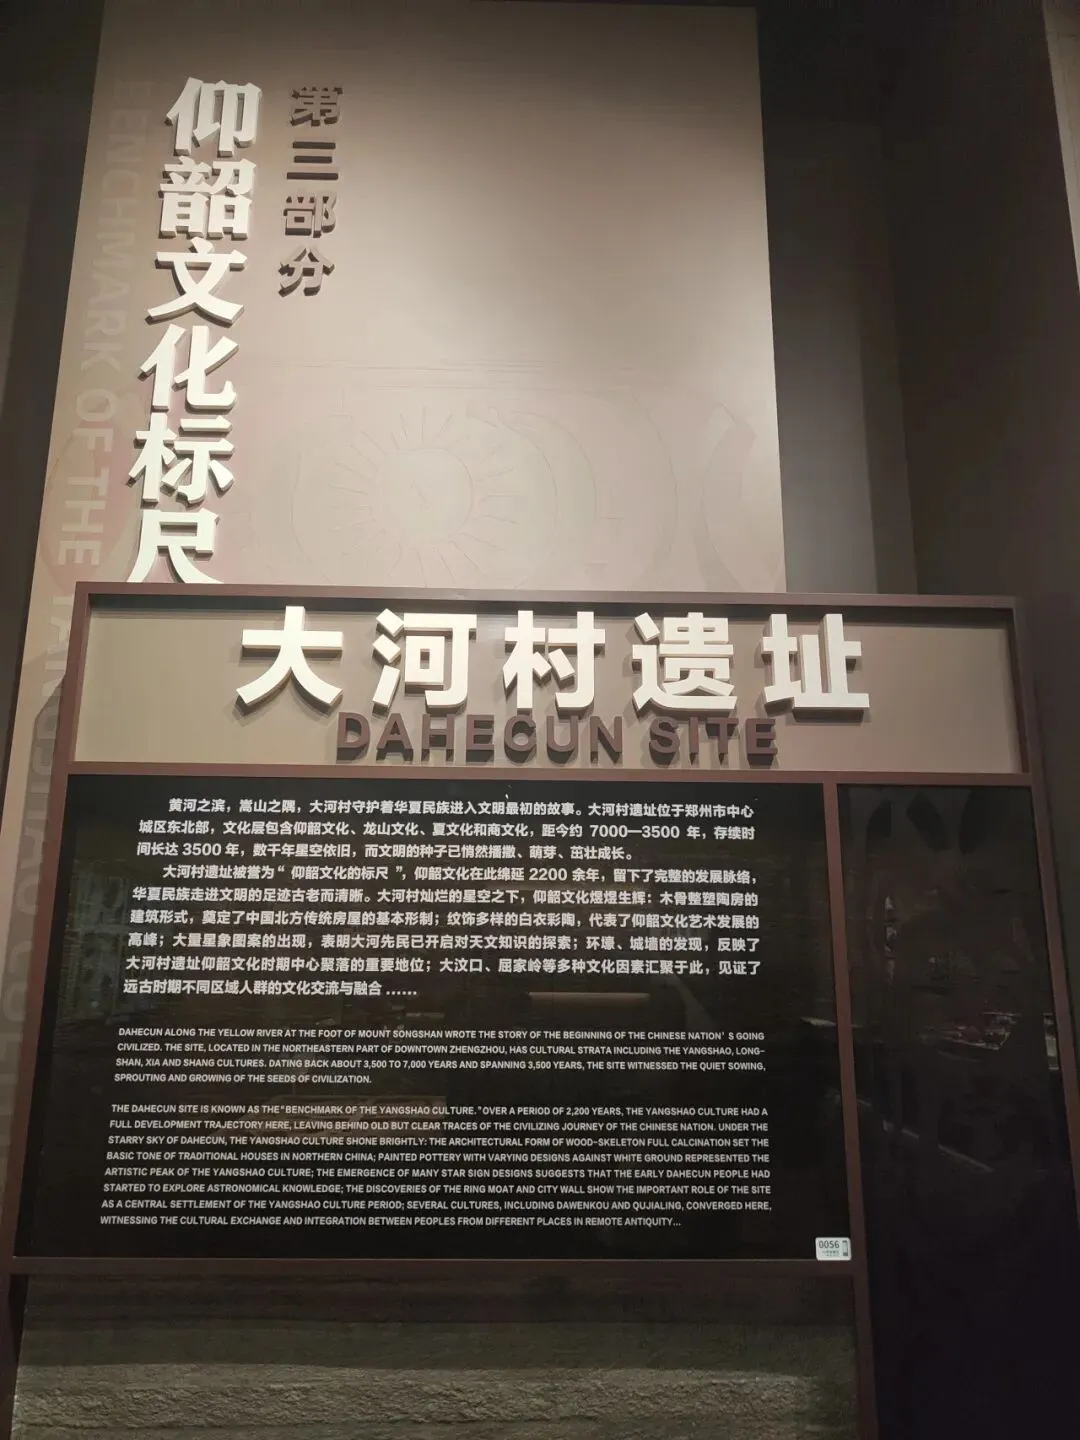 第三部分
仰韶文化标尺
BENCHMARK OF THE YANGSHAO CULTURE
大河村遗址
DAHECUN SITE
黄河之滨，嵩山之隅，大河村守护着华夏民族进入文明最初的故事。大河村遗址位于郑州市中心
城区东北部，文化层包含仰韶文化、龙山文化、夏文化和商文化，距今约 7000—3500 年，存续时
间长达 3500 年，数千年星空依旧，而文明的种子已悄然播撒、萌芽、茁壮成长。
大河村遗址被誉为“仰韶文化的标尺”，仰韶文化在此绵延 2200 余年，留下了完整的发展脉络，
华夏民族走进文明的足迹古老而清晰。大河村灿烂的星空之下，仰韶文化熠熠生辉：木骨整塑陶房的
建筑形式，奠定了中国北方传统房屋的基本形制；纹饰多样的白衣彩陶，代表了仰韶文化艺术发展的
高峰；大量星象图案的出现，表明大河先民已开启对天文知识的探索；环壕、城墙的发现，反映了
大河村遗址仰韶文化时期中心聚落的重要地位；大汶口、屈家岭等多种文化因素汇聚于此，见证了
远古时期不同区域人群的文化交流与融合……
DAHECUN ALONG THE YELLOW RIVER AT THE FOOT OF MOUNT SONGSHAN WROTE THE STORY OF THE BEGINNING OF THE CHINESE NATION'S GOING
CIVILIZED. THE SITE, LOCATED IN THE NORTHEASTERN PART OF DOWNTOWN ZHENGZHOU, HAS CULTURAL STRATA INCLUDING THE YANGSHAO, LONG-
SHAN, XIA AND SHANG CULTURES. DATING BACK ABOUT 3,500 TO 7,000 YEARS AND SPANNING 3,500 YEARS, THE SITE WITNESSED THE QUIET SOWING,
SPROUTING AND GROWING OF THE SEEDS OF CIVILIZATION.
THE DAHECUN SITE IS KNOWN AS THE "BENCHMARK OF THE YANGSHAO CULTURE." OVER A PERIOD OF 2,200 YEARS, THE YANGSHAO CULTURE HAD A
FULL DEVELOPMENT TRAJECTORY HERE, LEAVING BEHIND OLD BUT CLEAR TRACES OF THE CIVILIZING JOURNEY OF THE CHINESE NATION. UNDER THE
STARRY SKY OF DAHECUN, THE YANGSHAO CULTURE SHONE BRIGHTLY: THE ARCHITECTURAL FORM OF WOOD-SKELETON FULL CALCINATION SET THE
BASIC TONE OF TRADITIONAL HOUSES IN NORTHERN CHINA; PAINTED POTTERY WITH VARYING DESIGNS AGAINST WHITE GROUND REPRESENTED THE
ARTISTIC PEAK OF THE YANGSHAO CULTURE; THE EMERGENCE OF MANY STAR SIGN DESIGNS SUGGESTS THAT THE EARLY DAHECUN PEOPLE HAD
STARTED TO EXPLORE ASTRONOMICAL KNOWLEDGE; THE DISCOVERIES OF THE RING MOAT AND CITY WALL SHOW THE IMPORTANT ROLE OF THE SITE
AS A CENTRAL SETTLEMENT OF THE YANGSHAO CULTURE PERIOD; SEVERAL CULTURES, INCLUDING DAWENKOU AND QUJIALING, CONVERGED HERE,
WITNESSING THE CULTURAL EXCHANGE AND INTEGRATION BETWEEN PEOPLES FROM DIFFERENT PLACES IN REMOTE ANTIQUITY...
0056